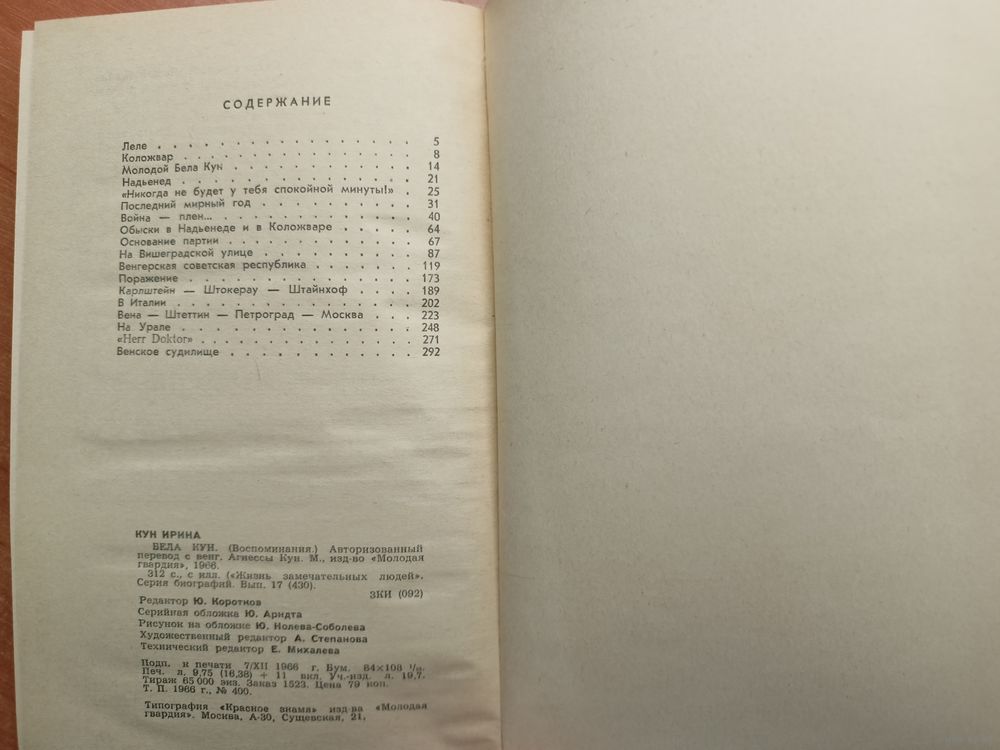 СОДЕРЖАНИЕ
Леле . . . . . . . . . . . . . . . . 5
Коложвар . . . . . . . . . . . . . . 8
Молодой Бела Кун . . . . . . . . . . 14
Надьенед . . . . . . . . . . . . . . 21
«Никогда не будет у тебя спокойной минуты!» . 25
Последний мирный год . . . . . . . . 31
Война — плен... . . . . . . . . . . . 40
Обыски в Надьенеде и в Коложваре . . . . 64
Основание партии . . . . . . . . . . 67
На Вишеградской улице . . . . . . . . 87
Венгерская советская республика . . . . . 119
Поражение . . . . . . . . . . . . . 173
Карлштейн — Штокерау — Штайнхоф . . . . 189
В Италии . . . . . . . . . . . . . 202
Вена — Штеттин — Петроград — Москва . . . 223
На Урале . . . . . . . . . . . . . 248
«Herr Doktor» . . . . . . . . . . . . 271
Венское судилище . . . . . . . . . . 292
КУН ИРИНА
БЕЛА КУН. (Воспоминания.) Авторизованный
перевод с венг. Агнессы Кун. М., изд-во «Молодая
гвардия», 1966.
312 с., с илл. («Жизнь замечательных людей».
Серия биографий. Вып. 17 (430).
3КИ (092)
Редактор Ю. Коротков
Серийная обложка Ю. Арндта
Рисунок на обложке Ю. Нолева-Соболева
Художественный редактор А. Степанова
Технический редактор Е. Михалева
Подп. к печати 7/XII 1966 г. Бум. 84×108
Печ. л. 9,75 (16,38) + 11 вкл. Уч.-изд. л. 19,7.
Тираж 65 000 экз. Заказ 1523. Цена 79 коп.
Т. П. 1966 г., № 400.
Типография «Красное знамя» изд-ва «Молодая
гвардия». Москва, А-30, Сущевская, 21.